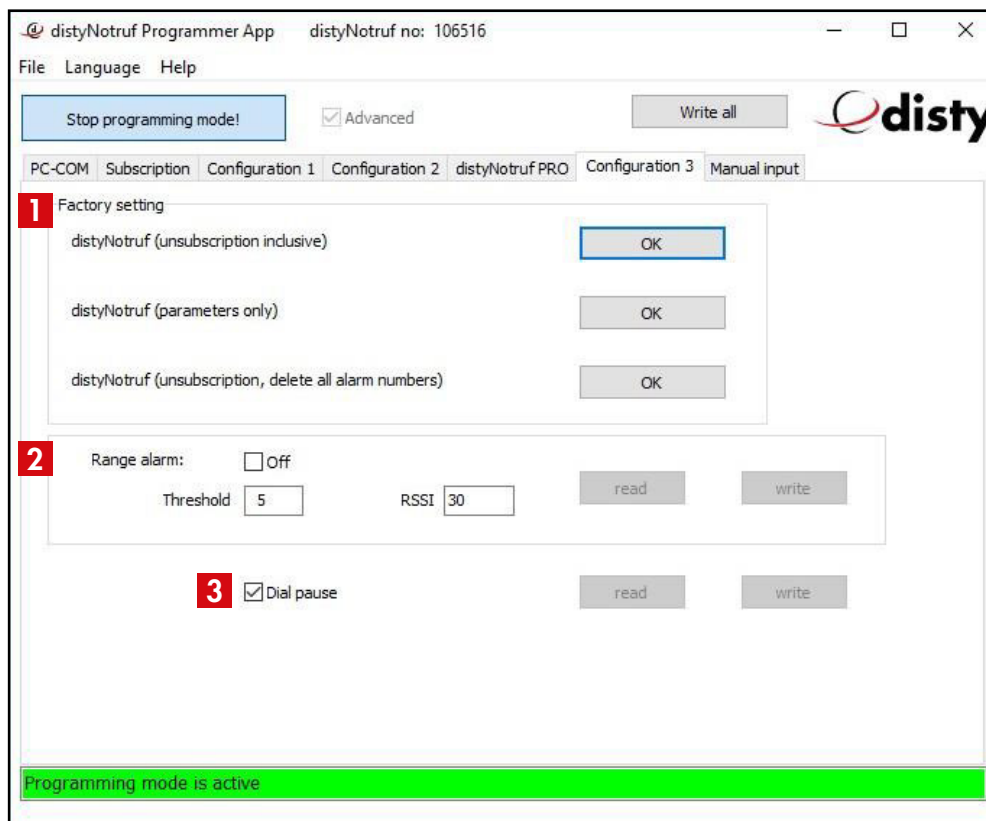 distyNotruf Programmer App distyNotruf no: 106516
File Language Help
Stop programming mode! Advanced Write all disty
PC-COM Subscription Configuration 1 Configuration 2 distyNotruf PRO Configuration 3 Manual input
1 Factory setting
distyNotruf (unsubscription inclusive) OK
distyNotruf (parameters only) OK
distyNotruf (unsubscription, delete all alarm numbers) OK
2 Range alarm: Off
Threshold 5 RSSI 30 read write
3 Dial pause read write
Programming mode is active